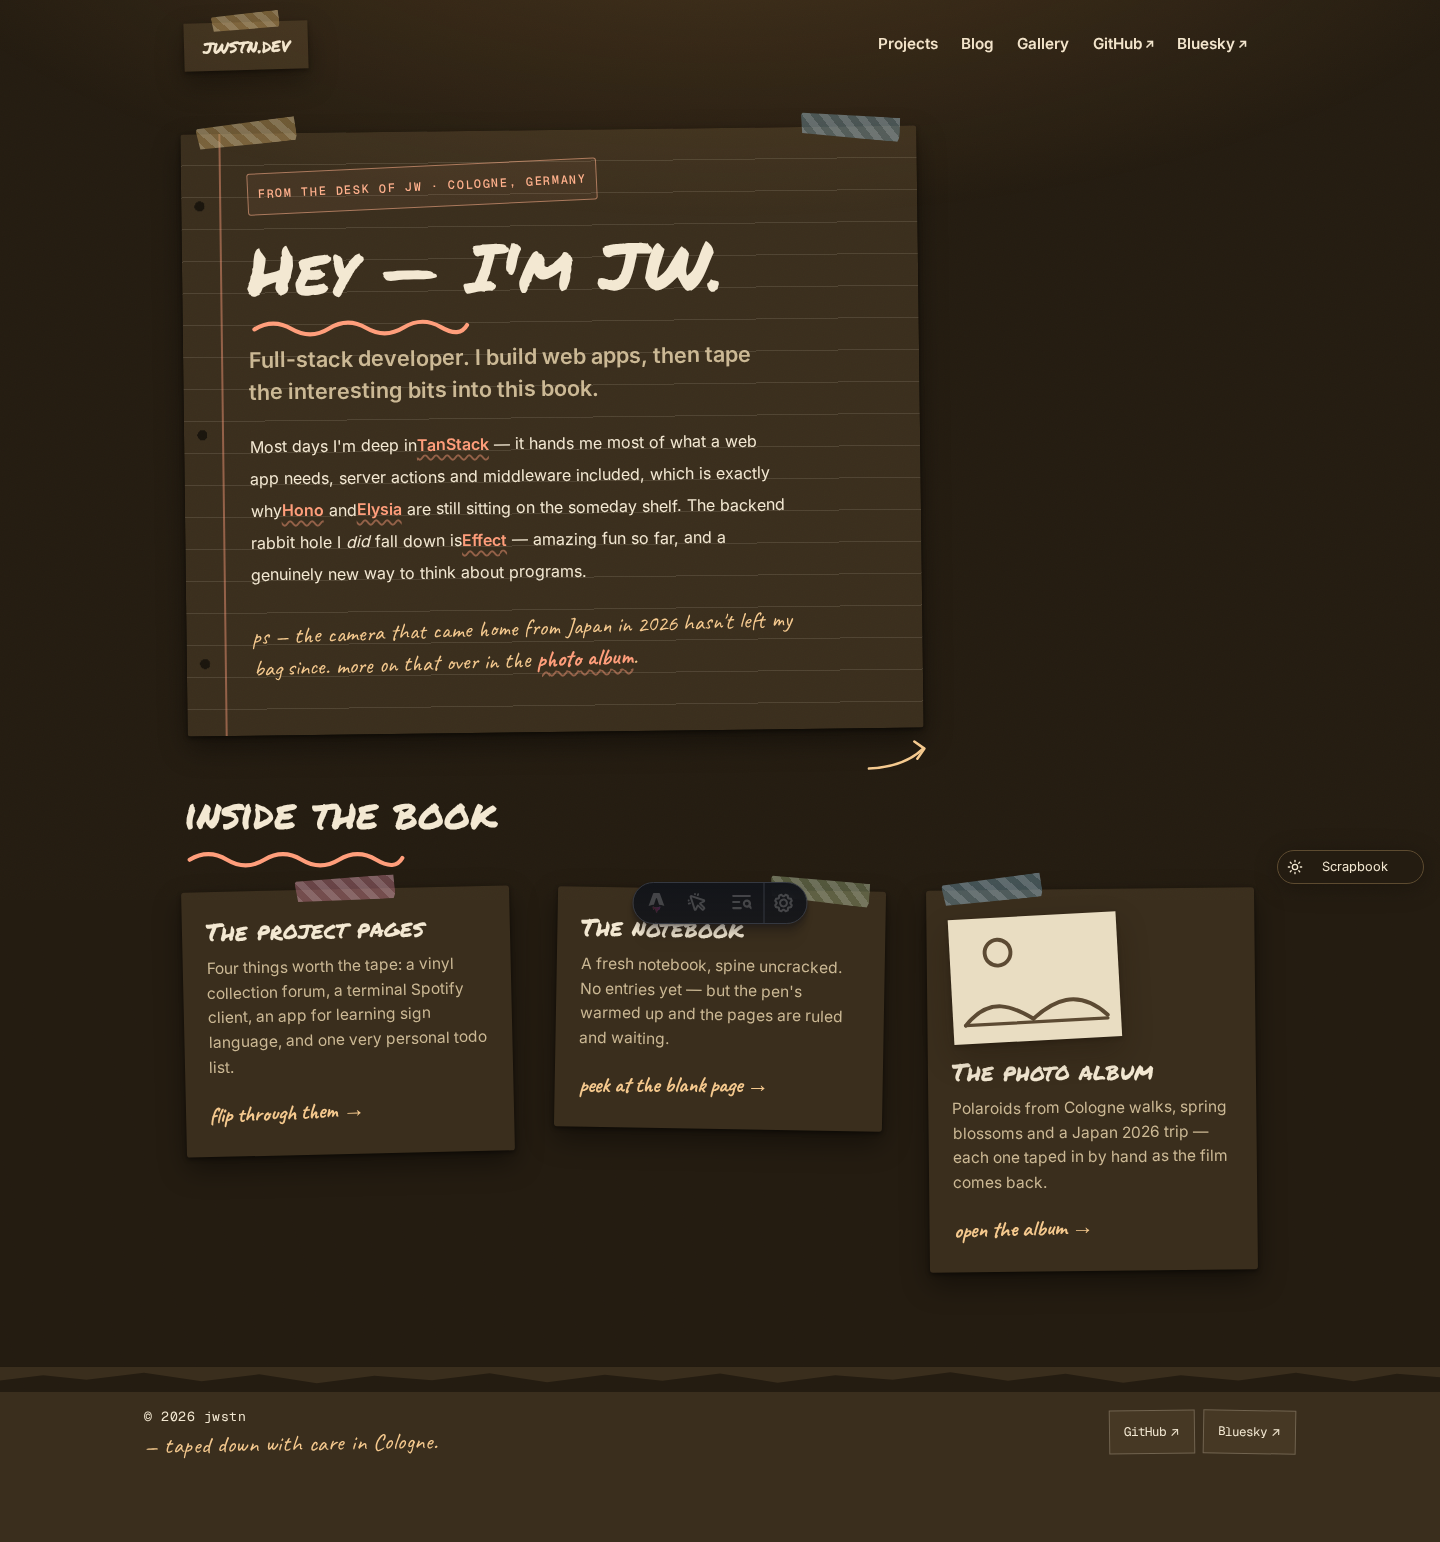 JWSTN.DEV
Projects Blog Gallery GitHub↗ Bluesky↗
FROM THE DESK OF JW · COLOGNE, GERMANY
Hey — I'm JW.
Full-stack developer. I build web apps, then tape
the interesting bits into this book.
Most days I'm deep inTanStack — it hands me most of what a web
app needs, server actions and middleware included, which is exactly
whyHono andElysia are still sitting on the someday shelf. The backend
rabbit hole I did fall down isEffect — amazing fun so far, and a
genuinely new way to think about programs.
ps — the camera that came home from Japan in 2026 hasn't left my
bag since. more on that over in the photo album.
Inside the book
Scrapbook
The project pages
Four things worth the tape: a vinyl
collection forum, a terminal Spotify
client, an app for learning sign
language, and one very personal todo
list.
flip through them →
The notebook
A fresh notebook, spine uncracked.
No entries yet — but the pen's
warmed up and the pages are ruled
and waiting.
peek at the blank page →
The photo album
Polaroids from Cologne walks, spring
blossoms and a Japan 2026 trip —
each one taped in by hand as the film
comes back.
open the album →
© 2026 jwstn
— taped down with care in Cologne.
GitHub↗ Bluesky↗